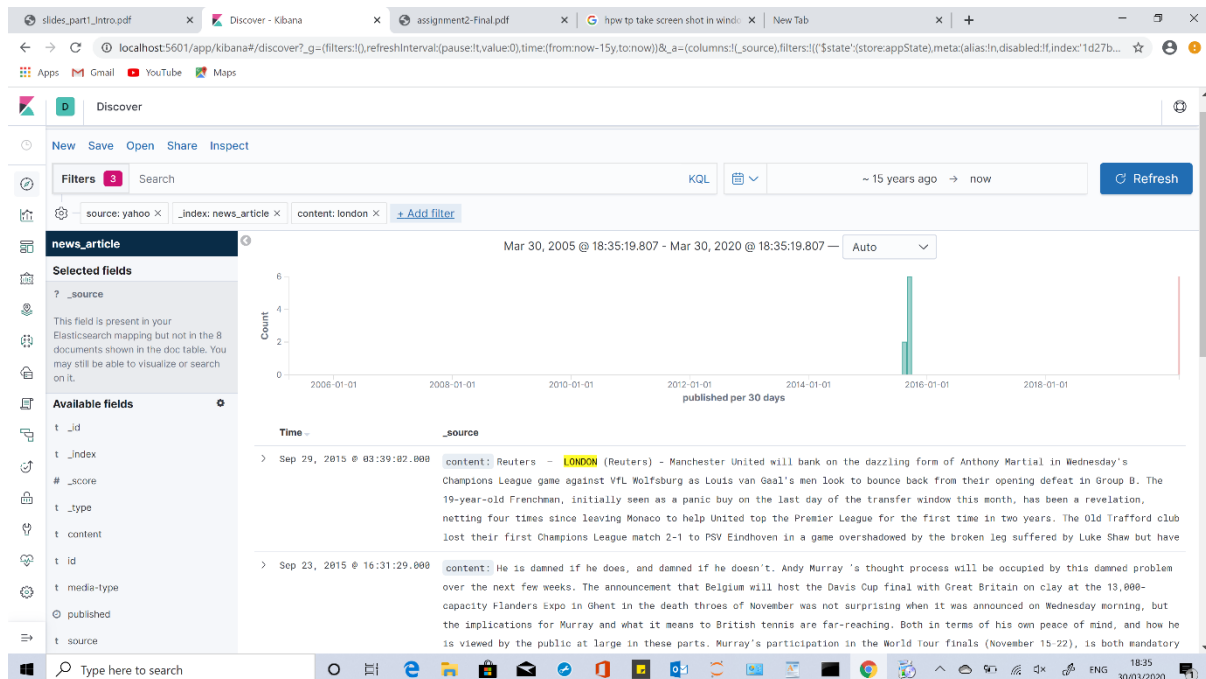 slides_part1_Intro.pdf × Discover - Kibana × assignment2-Final.pdf × hpw tp take screen shot in windo × New Tab × +
localhost:5601/app/kibana#/discover?_g=(filters:!(),refreshInterval:(pause:!t,value:0),time:(from:now-15y,to:now))&_a=(columns:!(_source),filters:!(('$state':(store:appState),meta:(alias:!n,disabled:!f,index:'1d27b...
Apps Gmail YouTube Maps
D Discover
New Save Open Share Inspect
Filters 3 Search KQL ~ 15 years ago → now Refresh
source: yahoo × _index: news_article × content: london × + Add filter
news_article
Mar 30, 2005 @ 18:35:19.807 - Mar 30, 2020 @ 18:35:19.807 — Auto
Selected fields
? _source
This field is present in your
Elasticsearch mapping but not in the 8
documents shown in the doc table. You
may still be able to visualize or search
on it.
Available fields
t _id
t _index
# _score
t _type
t content
t id
t media-type
published
t source
Count
6
4
2
0
2006-01-01 2008-01-01 2010-01-01 2012-01-01 2014-01-01 2016-01-01 2018-01-01
published per 30 days
Time _source
Sep 29, 2015 @ 03:39:02.000 content: Reuters – LONDON (Reuters) - Manchester United will bank on the dazzling form of Anthony Martial in Wednesday's
Champions League game against VfL Wolfsburg as Louis van Gaal's men look to bounce back from their opening defeat in Group B. The
19-year-old Frenchman, initially seen as a panic buy on the last day of the transfer window this month, has been a revelation,
netting four times since leaving Monaco to help United top the Premier League for the first time in two years. The Old Trafford club
lost their first Champions League match 2-1 to PSV Eindhoven in a game overshadowed by the broken leg suffered by Luke Shaw but have
Sep 23, 2015 @ 16:31:29.000 content: He is damned if he does, and damned if he doesn't. Andy Murray 's thought process will be occupied by this damned problem
over the next few weeks. The announcement that Belgium will host the Davis Cup final with Great Britain on clay at the 13,000-
capacity Flanders Expo in Ghent in the death throes of November was not surprising when it was announced on Wednesday morning, but
the implications for Murray and what it means to British tennis are far-reaching. Both in terms of his own peace of mind, and how he
is viewed by the public at large in these parts. Murray's participation in the World Tour finals (November 15-22), is both mandatory
Type here to search ENG 18:35
30/03/2020